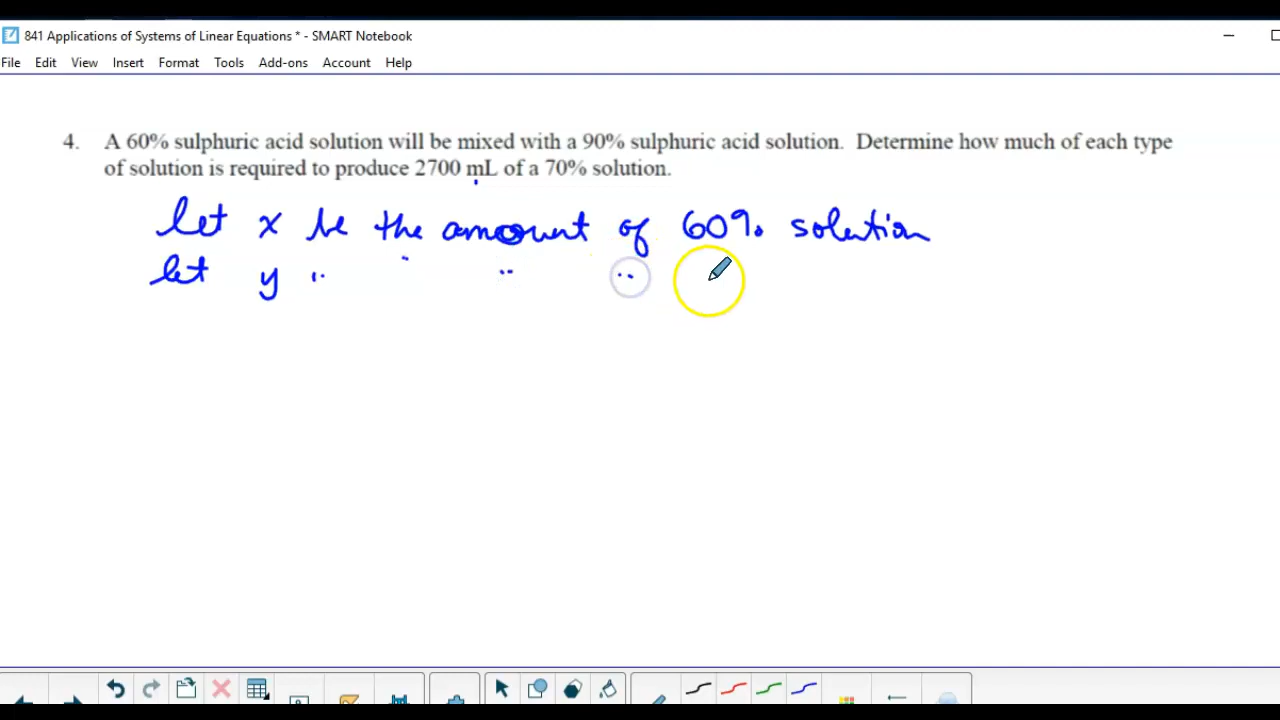 841 Applications of Systems of Linear Equations * - SMART Notebook
File Edit View Insert Format Tools Add-ons Account Help
4. A 60% sulphuric acid solution will be mixed with a 90% sulphuric acid solution. Determine how much of each type
of solution is required to produce 2700 mL of a 70% solution.
let x be the amount of 60% solution
let y " " " "